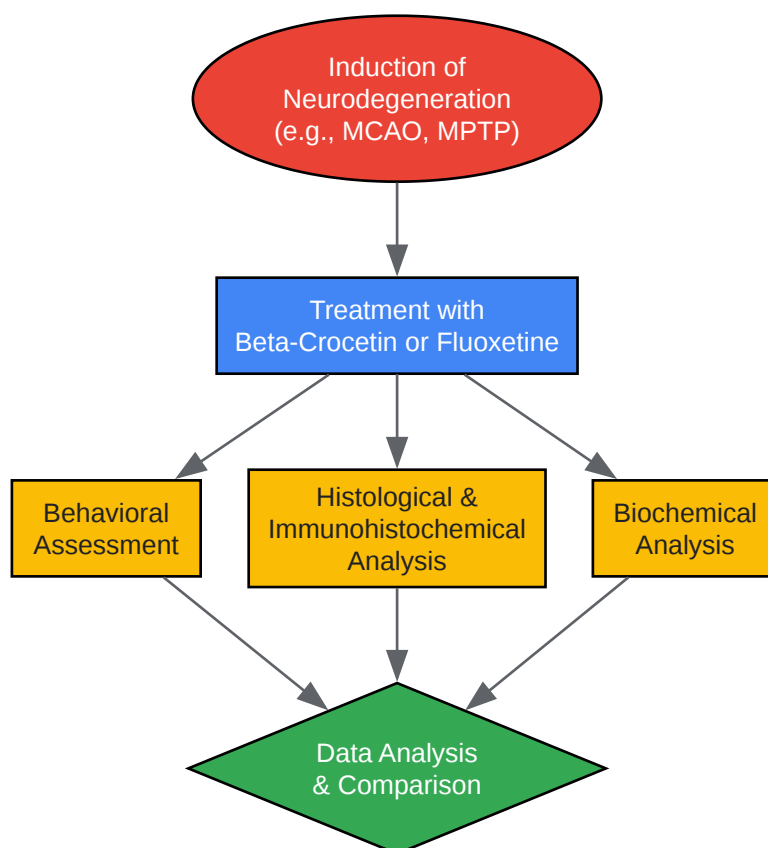 Induction of
Neurodegeneration
(e.g., MCAO, MPTP)
Treatment with
Beta-Crocetin or Fluoxetine
Behavioral
Assessment
Histological &
Immunohistochemical
Analysis
Biochemical
Analysis
Data Analysis
& Comparison